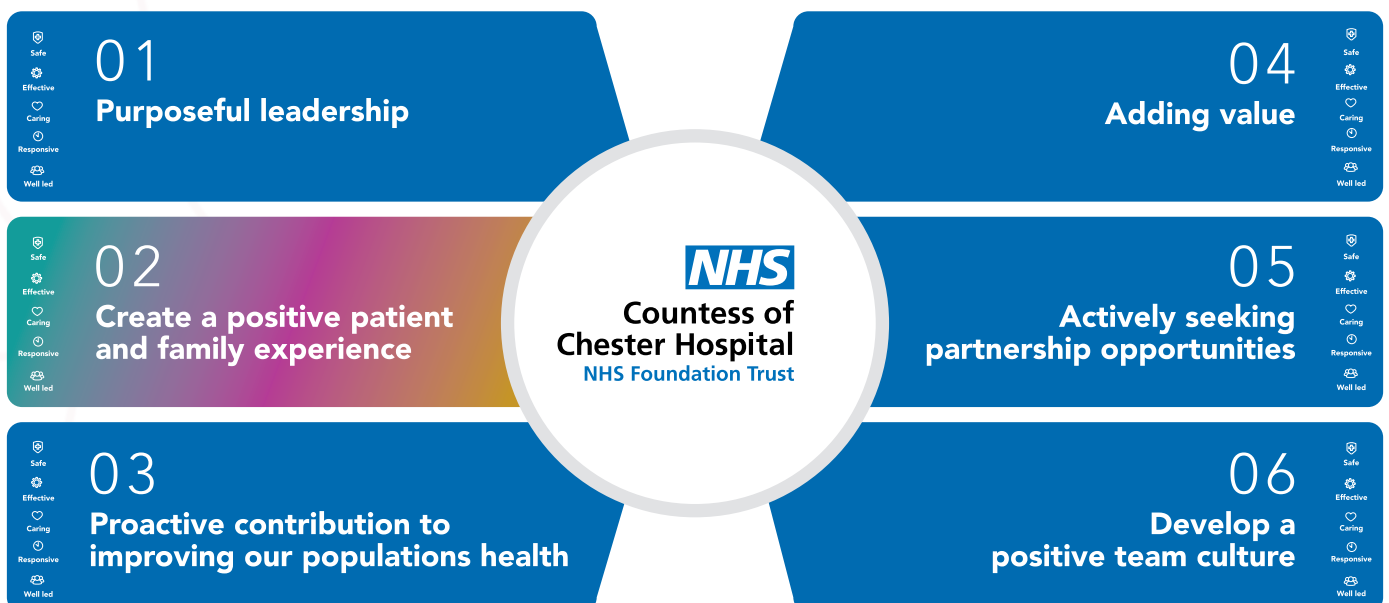 Safe
Effective
Caring
Responsive
Well led
01
Purposeful leadership
Safe
Effective
Caring
Responsive
Well led
02
Create a positive patient
and family experience
Safe
Effective
Caring
Responsive
Well led
03
Proactive contribution to
improving our populations health
NHS
Countess of
Chester Hospital
NHS Foundation Trust
04
Adding value
Safe
Effective
Caring
Responsive
Well led
05
Actively seeking
partnership opportunities
Safe
Effective
Caring
Responsive
Well led
06
Develop a
positive team culture
Safe
Effective
Caring
Responsive
Well led